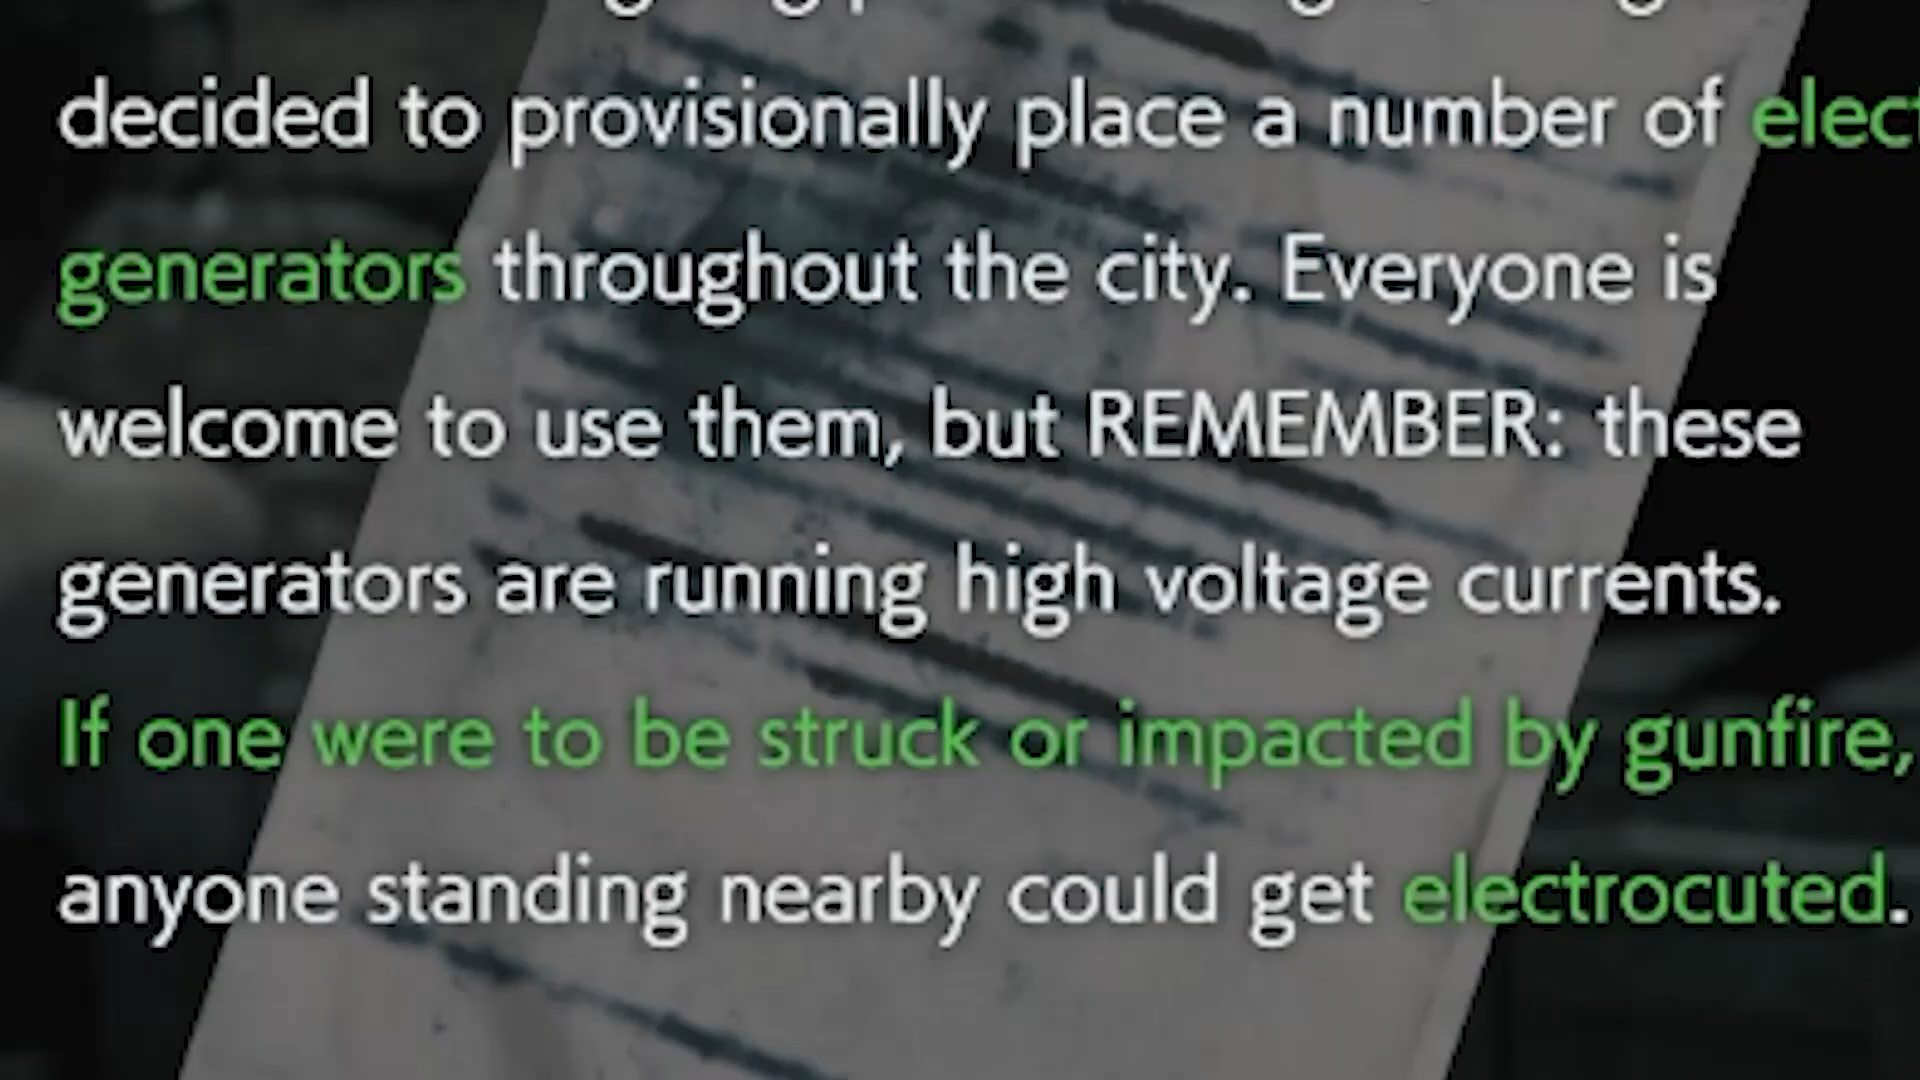 decided to provisionally place a number of elect
generators throughout the city. Everyone is
welcome to use them, but REMEMBER: these
generators are running high voltage currents.
If one were to be struck or impacted by gunfire,
anyone standing nearby could get electrocuted.